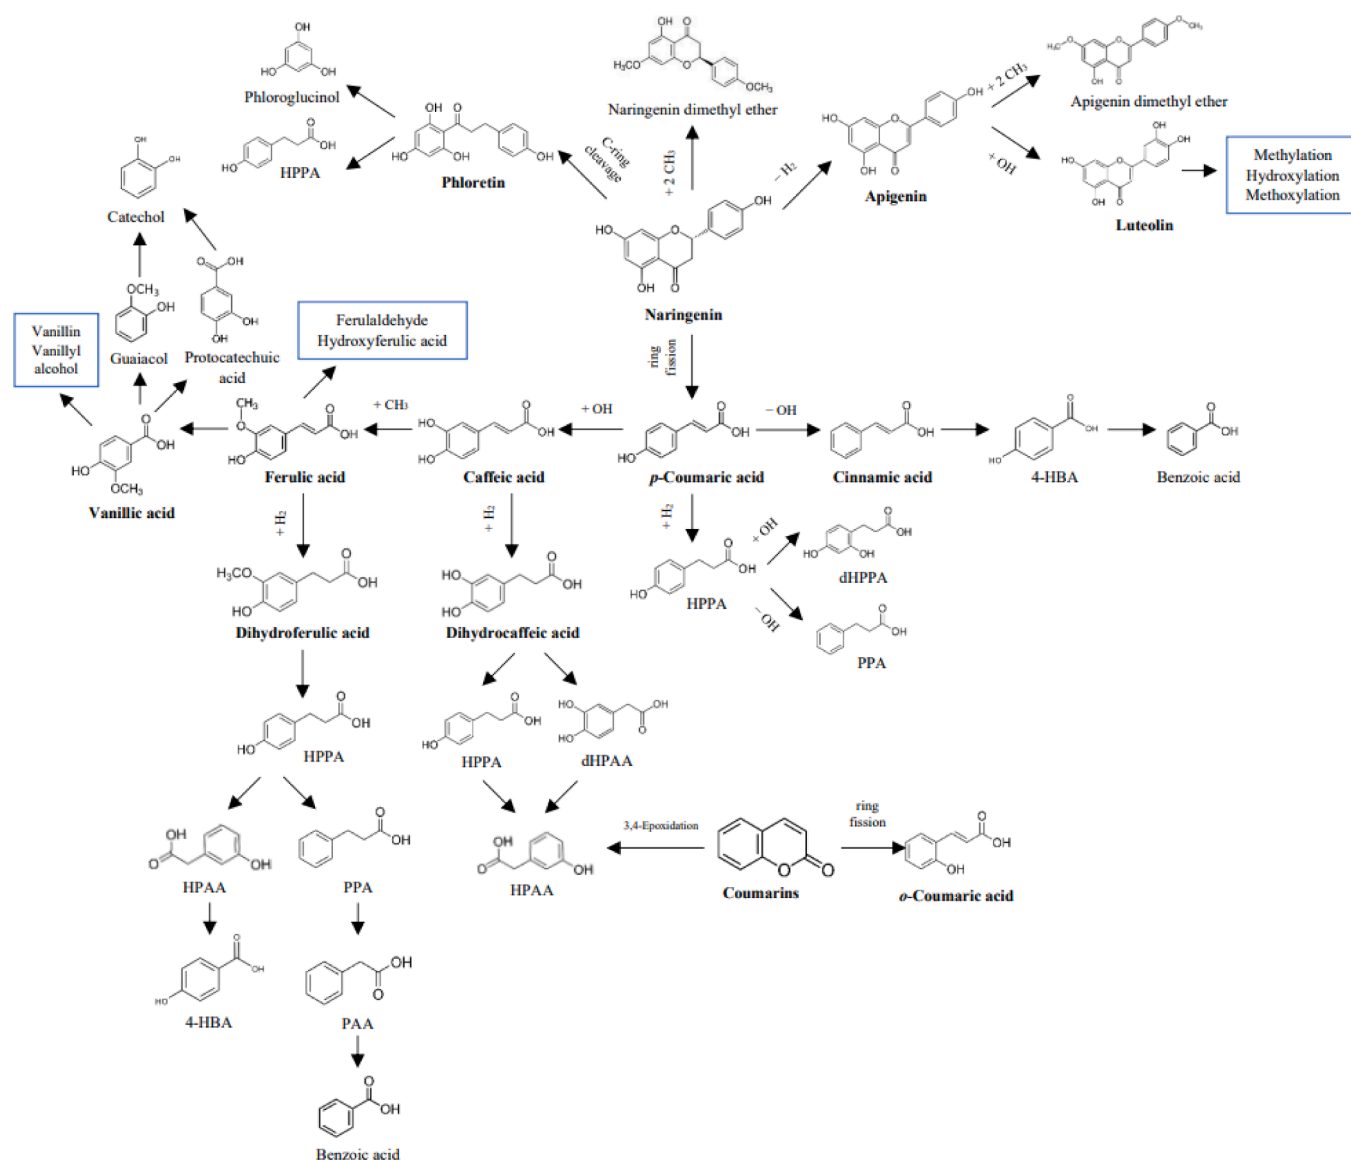 Phloroglucinol
HPPA
Phloretin
C-ring
cleavage
Naringenin dimethyl ether
+ 2 CH₃
− H₂
Apigenin
+ 2 CH₃
Apigenin dimethyl ether
+ OH
Luteolin
Methylation
Hydroxylation
Methoxylation
Catechol
Guaiacol
Protocatechuic
acid
Vanillin
Vanillyl
alcohol
Ferulaldehyde
Hydroxyferulic acid
Naringenin
ring
fission
Vanillic acid
Ferulic acid
+ CH₃
Caffeic acid
+ OH
p-Coumaric acid
− OH
Cinnamic acid
4-HBA
Benzoic acid
+ H₂
+ H₂
+ H₂
Dihydroferulic acid
Dihydrocaffeic acid
HPPA
+ OH
dHPPA
− OH
PPA
HPPA
HPPA
dHPAA
HPAA
PPA
HPAA
3,4-Epoxidation
Coumarins
ring
fission
o-Coumaric acid
4-HBA
PAA
Benzoic acid